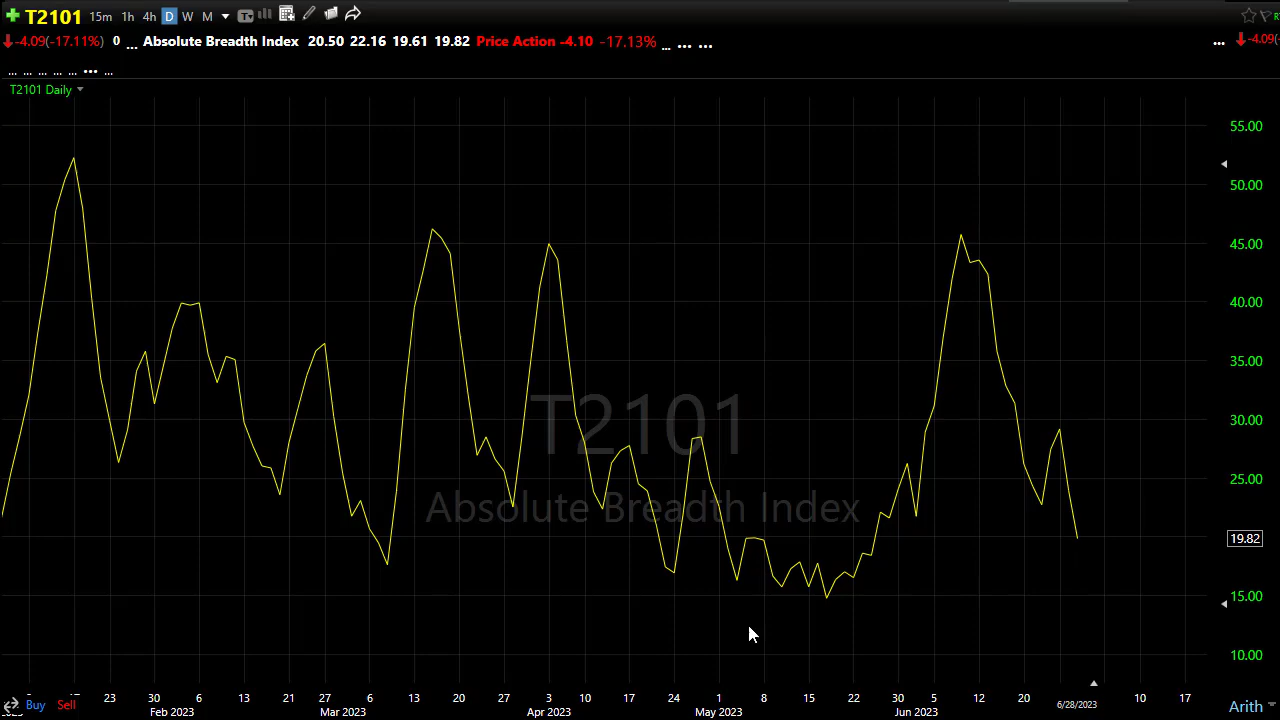 T2101 15m 1h 4h D W M
-4.09(-17.11%) 0 ... Absolute Breadth Index 20.50 22.16 19.61 19.82 Price Action -4.10 -17.13% ... ... ... ... -4.09(-
... ... ... ... ... ... ...
T2101 Daily
55.00
50.00
45.00
40.00
35.00
30.00
25.00
19.82
15.00
10.00
T2101
Absolute Breadth Index
17 23 30 6 13 21 27 6 13 20 27 3 10 17 24 1 8 15 22 30 5 12 20 6/28/2023 10 17
Buy Sell Feb 2023 Mar 2023 Apr 2023 May 2023 Jun 2023 Arith